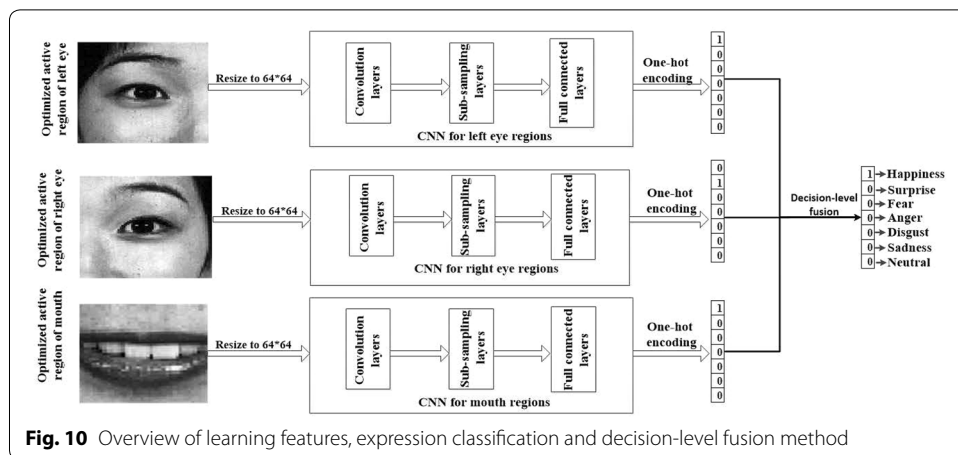 Optimized active
region of left eye
Resize to 64*64
Convolution
layers
Sub-sampling
layers
Full connected
layers
CNN for left eye regions
One-hot
encoding
1
0
0
0
0
0
0
Optimized active
region of right eye
Resize to 64*64
Convolution
layers
Sub-sampling
layers
Full connected
layers
CNN for right eye regions
One-hot
encoding
0
1
0
0
0
0
0
Optimized active
region of mouth
Resize to 64*64
Convolution
layers
Sub-sampling
layers
Full connected
layers
CNN for mouth regions
One-hot
encoding
1
0
0
0
0
0
0
Decision-level
fusion
1 Happiness
0 Surprise
0 Fear
0 Anger
0 Disgust
0 Sadness
0 Neutral
Fig. 10 Overview of learning features, expression classification and decision-level fusion method